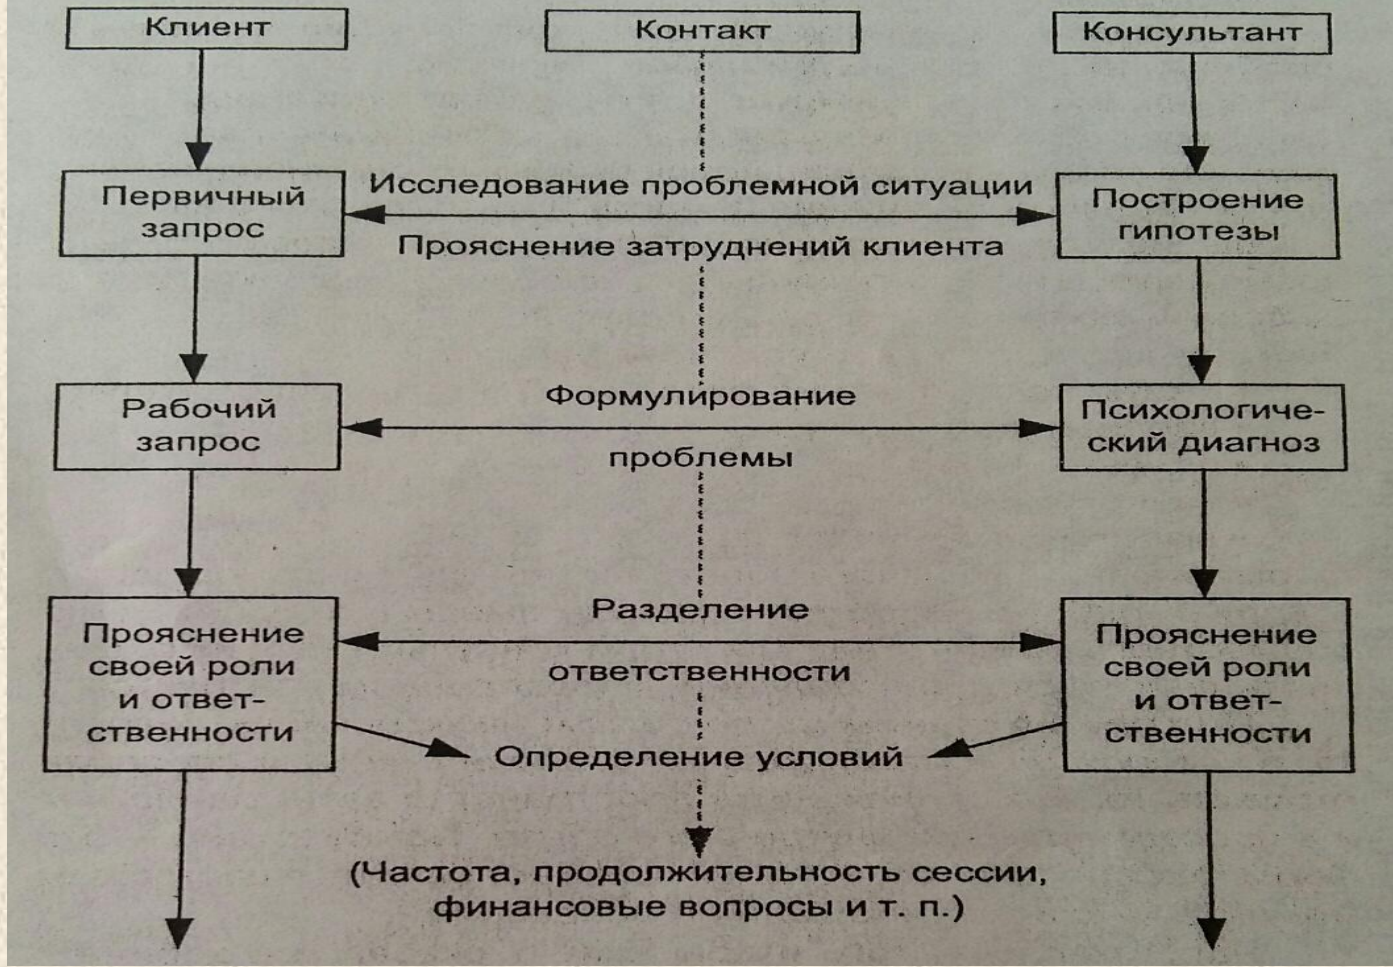 Клиент
Контакт
Консультант
Исследование проблемной ситуации
Первичный
запрос
Построение
гипотезы
Прояснение затруднений клиента
Формулирование
Рабочий
запрос
Психологиче-
ский диагноз
проблемы
Разделение
Прояснение
своей роли
и ответ-
ственности
Прояснение
своей роли
и ответ-
ственности
ответственности
Определение условий
(Частота, продолжительность сессии,
финансовые вопросы и т. п.)